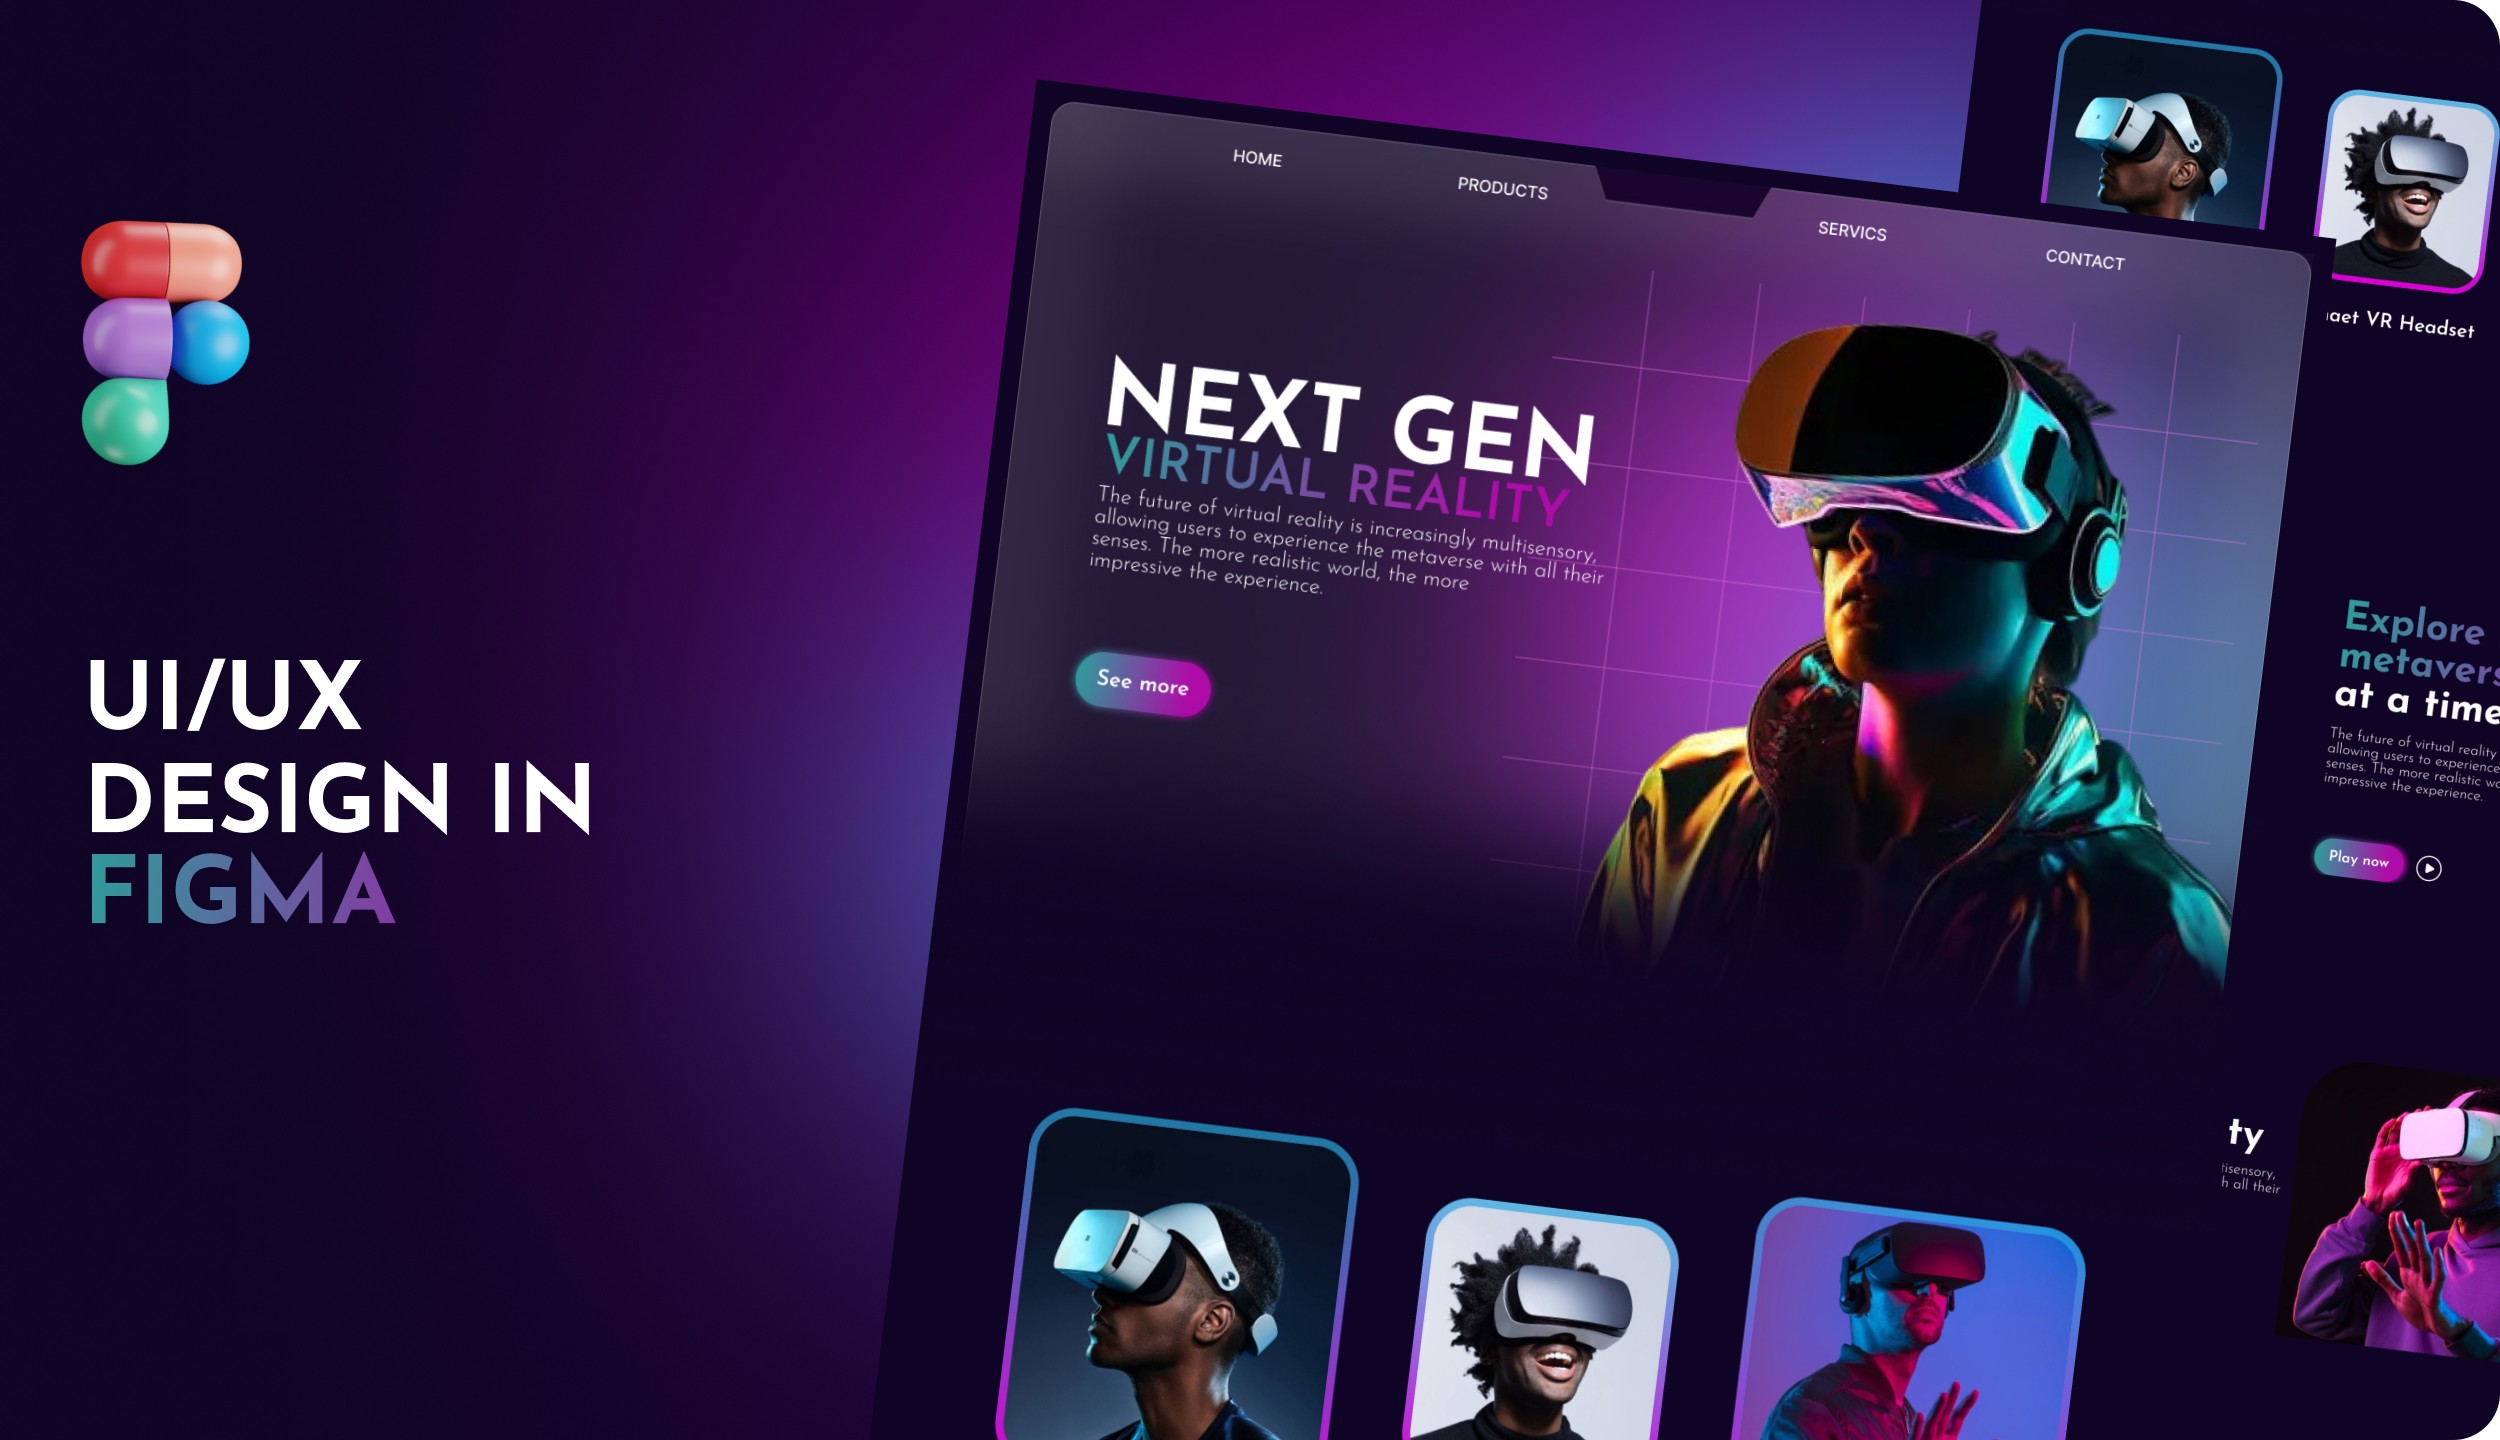 UI/UX
DESIGN IN
FIGMA
HOME
PRODUCTS
SERVICS
CONTACT
NEXT GEN
VIRTUAL REALITY
The future of virtual reality is increasingly multisensory,
allowing users to experience the metaverse with all their
senses. The more realistic world, the more
impressive the experience.
See more
VR Headset
Explore
metavers
at a time
The future of virtual reality
allowing users to experience
senses. The more realistic wo
impressive the experience.
Play now
ty
tisensory,
h all their